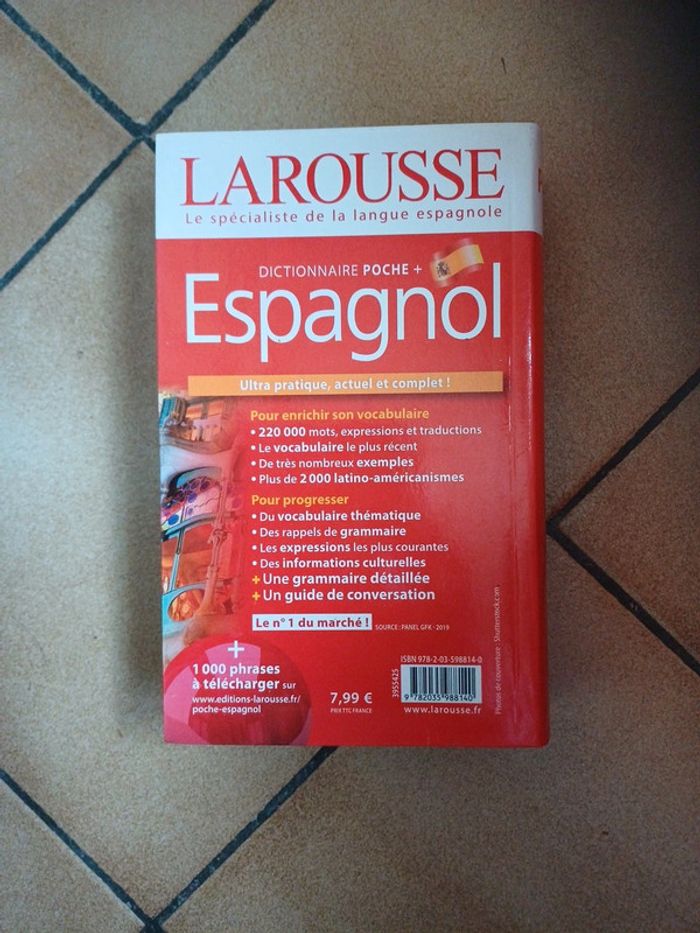 LAROUSSE
Le spécialiste de la langue espagnole
DICTIONNAIRE POCHE +
Espagnol
Ultra pratique, actuel et complet !
Pour enrichir son vocabulaire
• 220 000 mots, expressions et traductions
• Le vocabulaire le plus récent
• De très nombreux exemples
• Plus de 2 000 latino-américanismes
Pour progresser
• Du vocabulaire thématique
• Des rappels de grammaire
• Les expressions les plus courantes
• Des informations culturelles
+ Une grammaire détaillée
+ Un guide de conversation
Le n° 1 du marché !
SOURCE : PANEL GFK - 2019
+
1 000 phrases
à télécharger sur
www.editions-larousse.fr/
poche-espagnol
7,99 €
PRIX TTC FRANCE
ISBN 978-2-03-598814-0
3955425
9 782035 988140
www.larousse.fr
Photos de couverture : Shutterstock.com